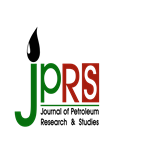 jPRS
Journal of Petroleum
Research & Studies